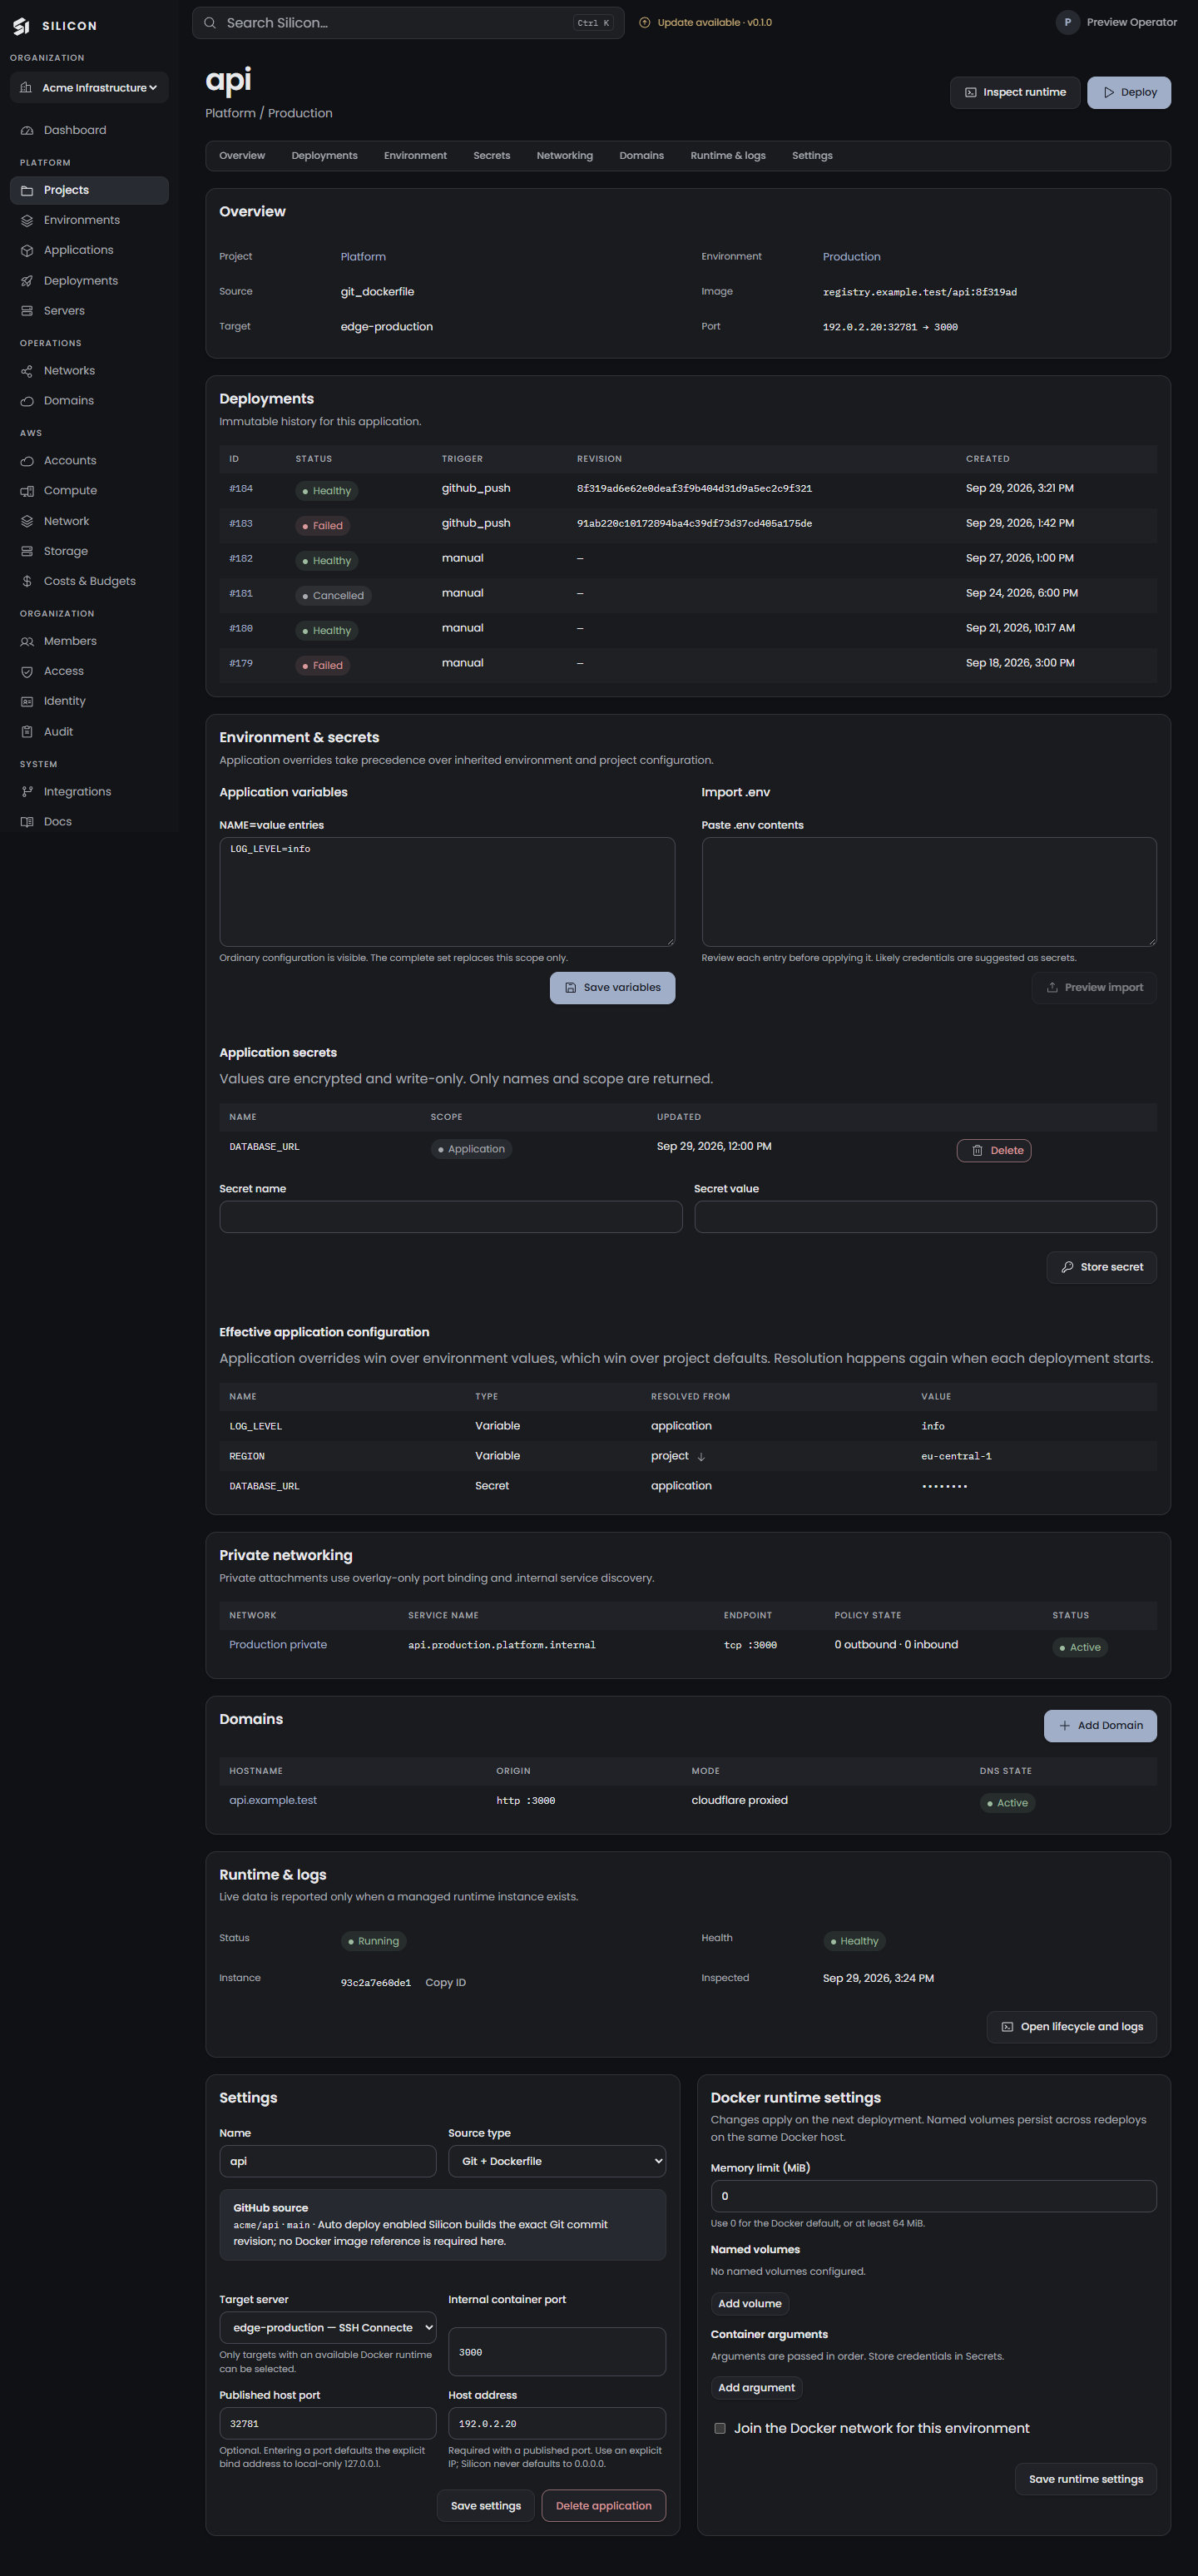 SILICON
Search Silicon...
Ctrl K
Update available · v0.1.0
P
Preview Operator
ORGANIZATION
Acme Infrastructure
Dashboard
PLATFORM
Projects
Environments
Applications
Deployments
Servers
OPERATIONS
Networks
Domains
AWS
Accounts
Compute
Network
Storage
Costs & Budgets
ORGANIZATION
Members
Access
Identity
Audit
SYSTEM
Integrations
Docs
api
Platform / Production
Inspect runtime
Deploy
Overview Deployments Environment Secrets Networking Domains Runtime & logs Settings
Overview
Project Platform Environment Production
Source git_dockerfile Image registry.example.test/api:8f319ad
Target edge-production Port 192.0.2.20:32781 → 3000
Deployments
Immutable history for this application.
ID STATUS TRIGGER REVISION CREATED
#184 Healthy github_push 8f319ad6e62e0deaf3f9b404d31d9a5ec2c9f321 Sep 29, 2026, 3:21 PM
#183 Failed github_push 91ab220c10172894ba4c39df73d37cd405a175de Sep 29, 2026, 1:42 PM
#182 Healthy manual — Sep 27, 2026, 1:00 PM
#181 Cancelled manual — Sep 24, 2026, 6:00 PM
#180 Healthy manual — Sep 21, 2026, 10:17 AM
#179 Failed manual — Sep 18, 2026, 3:00 PM
Environment & secrets
Application overrides take precedence over inherited environment and project configuration.
Application variables
NAME=value entries
LOG_LEVEL=info
Ordinary configuration is visible. The complete set replaces this scope only.
Save variables
Import .env
Paste .env contents
Review each entry before applying it. Likely credentials are suggested as secrets.
Preview import
Application secrets
Values are encrypted and write-only. Only names and scope are returned.
NAME SCOPE UPDATED
DATABASE_URL Application Sep 29, 2026, 12:00 PM Delete
Secret name Secret value
Store secret
Effective application configuration
Application overrides win over environment values, which win over project defaults. Resolution happens again when each deployment starts.
NAME TYPE RESOLVED FROM VALUE
LOG_LEVEL Variable application info
REGION Variable project ↓ eu-central-1
DATABASE_URL Secret application ••••••••
Private networking
Private attachments use overlay-only port binding and .internal service discovery.
NETWORK SERVICE NAME ENDPOINT POLICY STATE STATUS
Production private api.production.platform.internal tcp :3000 0 outbound · 0 inbound Active
Domains
Add Domain
HOSTNAME ORIGIN MODE DNS STATE
api.example.test http :3000 cloudflare proxied Active
Runtime & logs
Live data is reported only when a managed runtime instance exists.
Status Running Health Healthy
Instance 93c2a7e60de1 Copy ID Inspected Sep 29, 2026, 3:24 PM
Open lifecycle and logs
Settings
Name Source type
api Git + Dockerfile
GitHub source
acme/api · main · Auto deploy enabled Silicon builds the exact Git commit
revision; no Docker image reference is required here.
Target server Internal container port
edge-production — SSH Connecte 3000
Only targets with an available Docker runtime
can be selected.
Published host port Host address
32781 192.0.2.20
Optional. Entering a port defaults the explicit
bind address to local-only 127.0.0.1.
Required with a published port. Use an explicit
IP; Silicon never defaults to 0.0.0.0.
Save settings Delete application
Docker runtime settings
Changes apply on the next deployment. Named volumes persist across redeploys
on the same Docker host.
Memory limit (MiB)
0
Use 0 for the Docker default, or at least 64 MiB.
Named volumes
No named volumes configured.
Add volume
Container arguments
Arguments are passed in order. Store credentials in Secrets.
Add argument
Join the Docker network for this environment
Save runtime settings